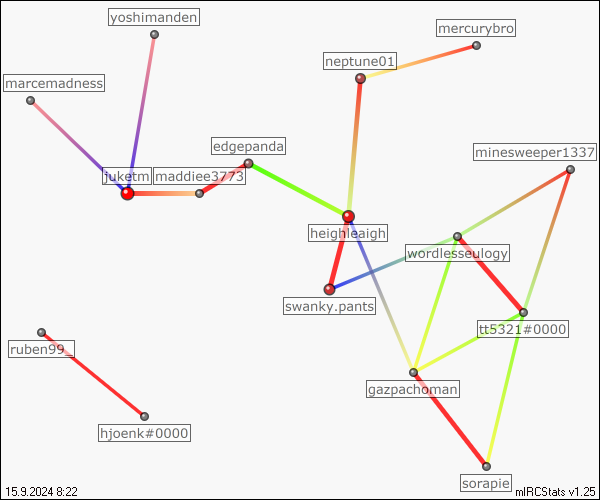 yoshimanden
mercurybro
neptune01
marcemadness
edgepanda
minesweeper1337
juketm
maddiee3773
heighleaigh
wordlesseulogy
swanky.pants
tt5321#0000
ruben99_
gazpachoman
hjoenk#0000
sorapie
15.9.2024 8:22
mIRCStats v1.25